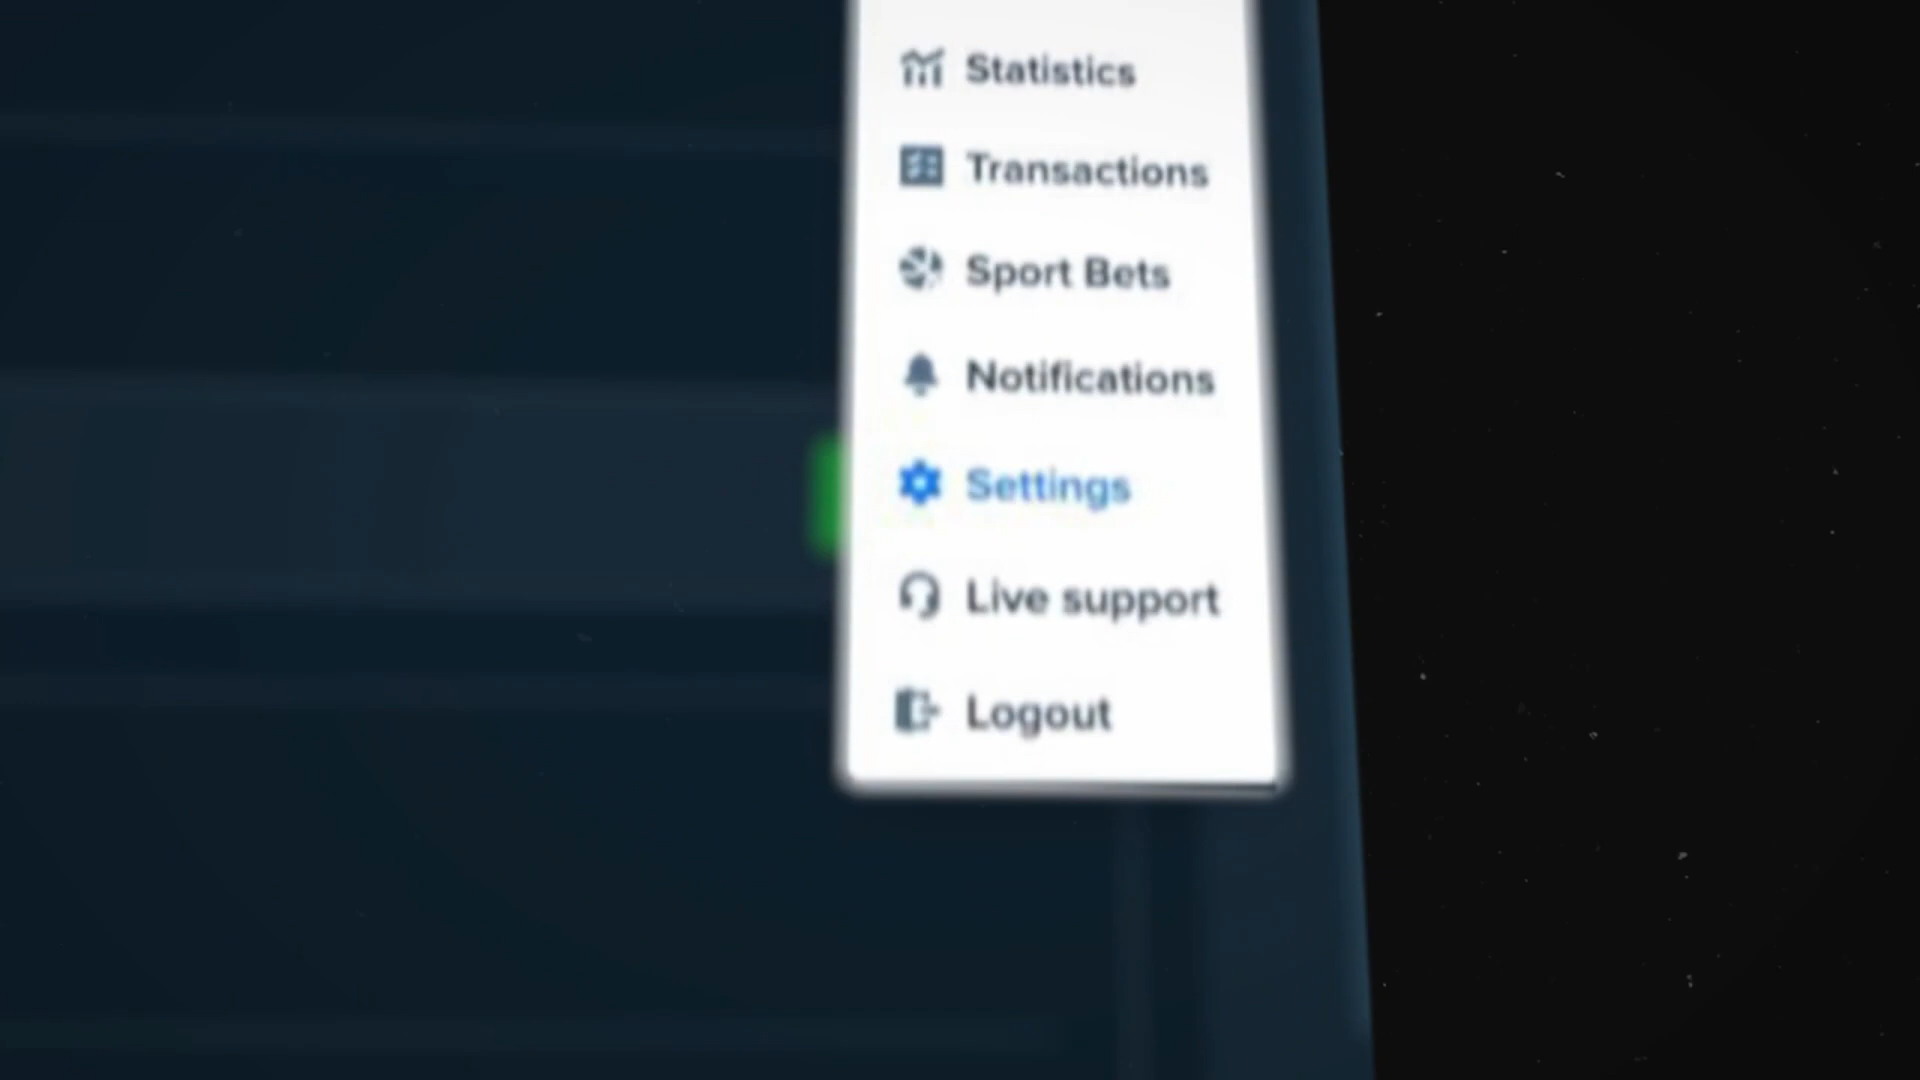 Statistics
Transactions
Sport Bets
Notifications
Settings
Live support
Logout